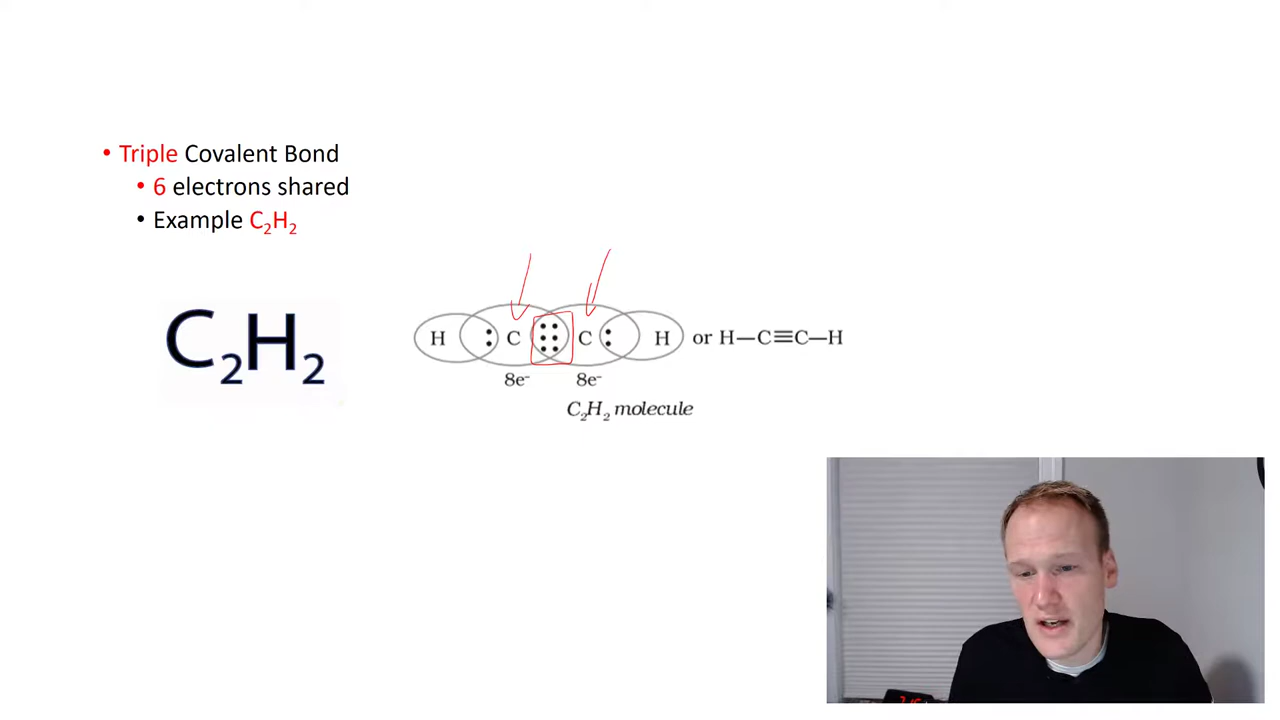 • Triple Covalent Bond
• 6 electrons shared
• Example C₂H₂
C₂H₂
H : C ⫶⫶ C : H or H—C≡C—H
8e⁻ 8e⁻
C₂H₂ molecule